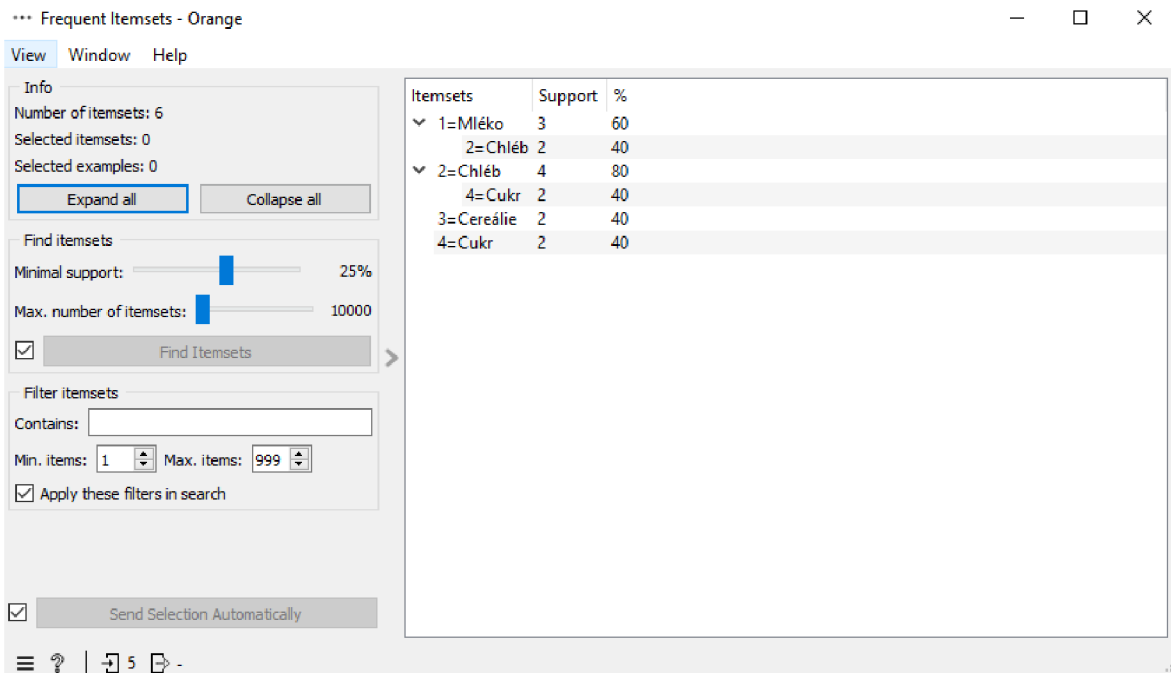 Frequent Itemsets - Orange
View Window Help
Info
Number of itemsets: 6
Selected itemsets: 0
Selected examples: 0
Expand all Collapse all
Find itemsets
Minimal support: 25%
Max. number of itemsets: 10000
Find Itemsets
Filter itemsets
Contains:
Min. items: 1 Max. items: 999
Apply these filters in search
Send Selection Automatically
5 -
Itemsets Support %
1=Mléko 3 60
2=Chléb 2 40
2=Chléb 4 80
4=Cukr 2 40
3=Cereálie 2 40
4=Cukr 2 40